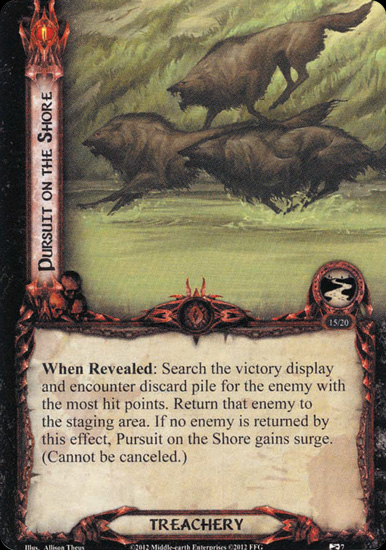 Pursuit on the Shore
15/20
When Revealed: Search the victory display
and encounter discard pile for the enemy with
the most hit points. Return that enemy to
the staging area. If no enemy is returned by
this effect, Pursuit on the Shore gains surge.
(Cannot be canceled.)
Treachery
Illus. Allison Theus ©2012 Middle-earth Enterprises ©2012 FFG